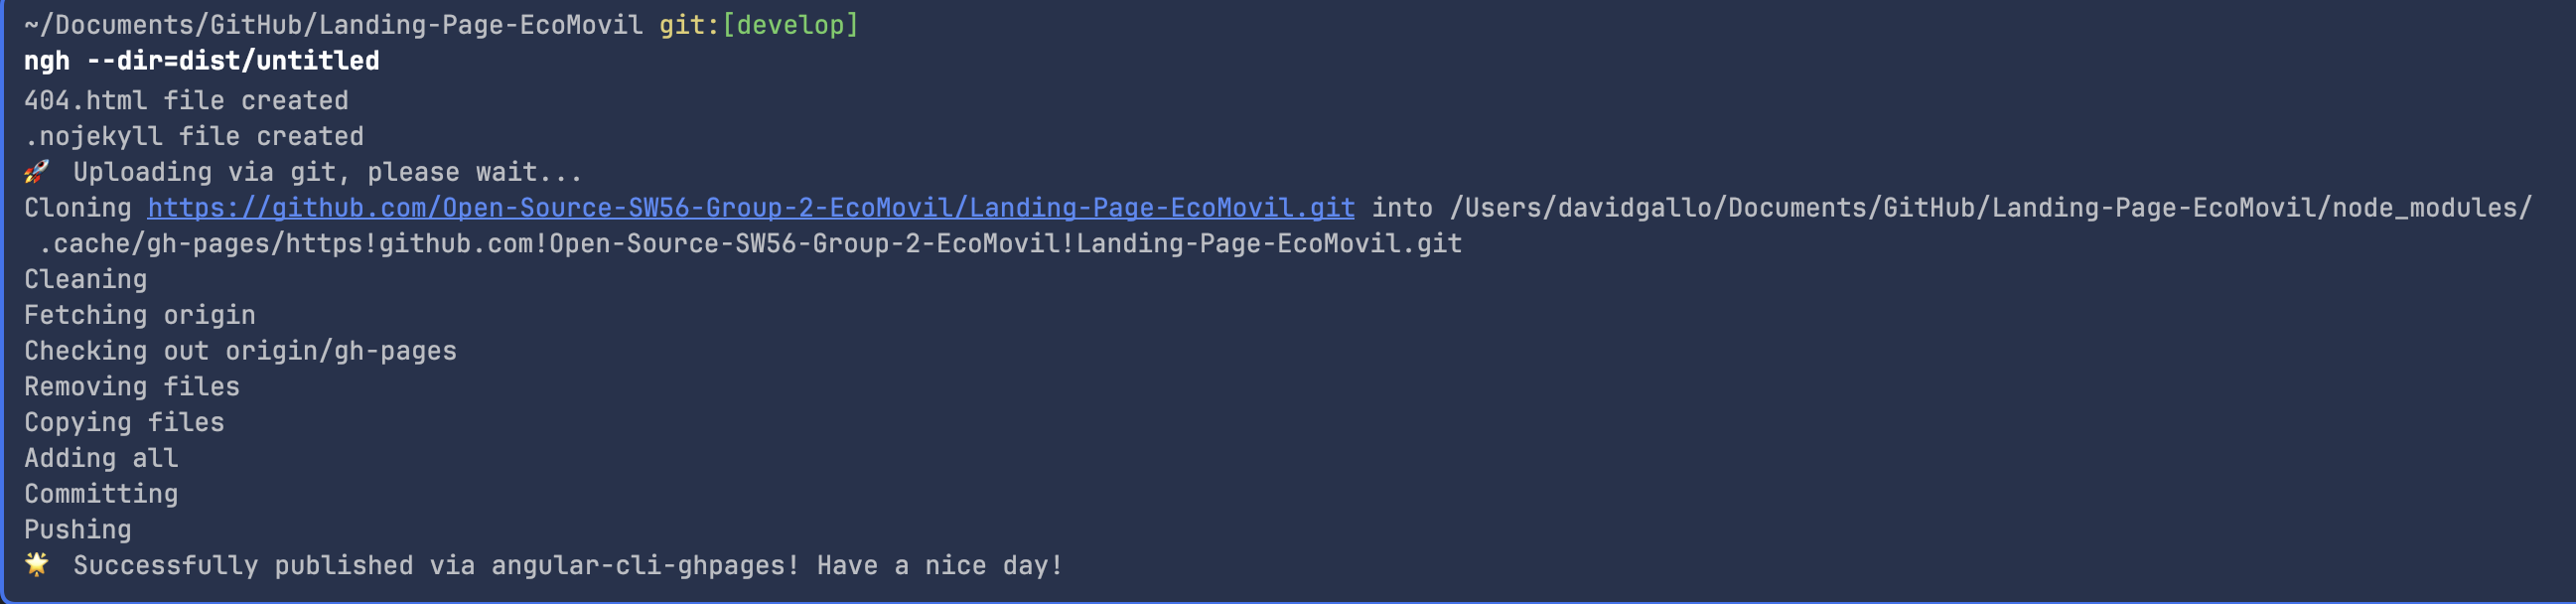 ~/Documents/GitHub/Landing-Page-EcoMovil git:[develop]
ngh --dir=dist/untitled
404.html file created
.nojekyll file created
🚀 Uploading via git, please wait...
Cloning https://github.com/Open-Source-SW56-Group-2-EcoMovil/Landing-Page-EcoMovil.git into /Users/davidgallo/Documents/GitHub/Landing-Page-EcoMovil/node_modules/
.cache/gh-pages/https!github.com!Open-Source-SW56-Group-2-EcoMovil!Landing-Page-EcoMovil.git
Cleaning
Fetching origin
Checking out origin/gh-pages
Removing files
Copying files
Adding all
Committing
Pushing
🌟 Successfully published via angular-cli-ghpages! Have a nice day!